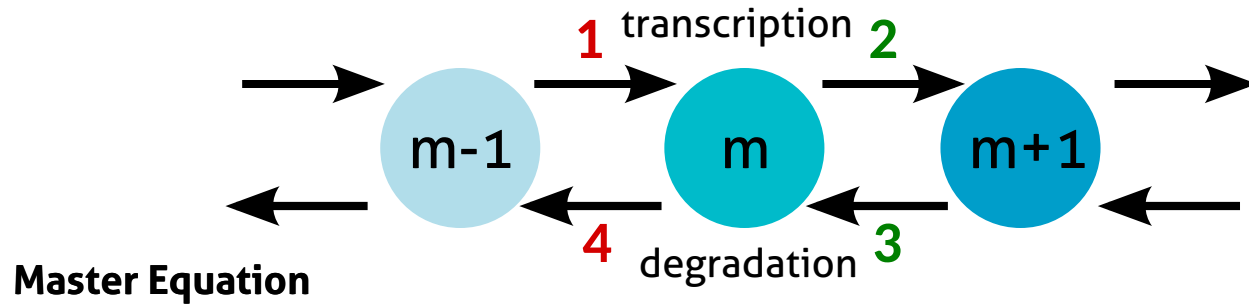 1 transcription 2
m-1 m m+1
4 degradation 3
Master Equation